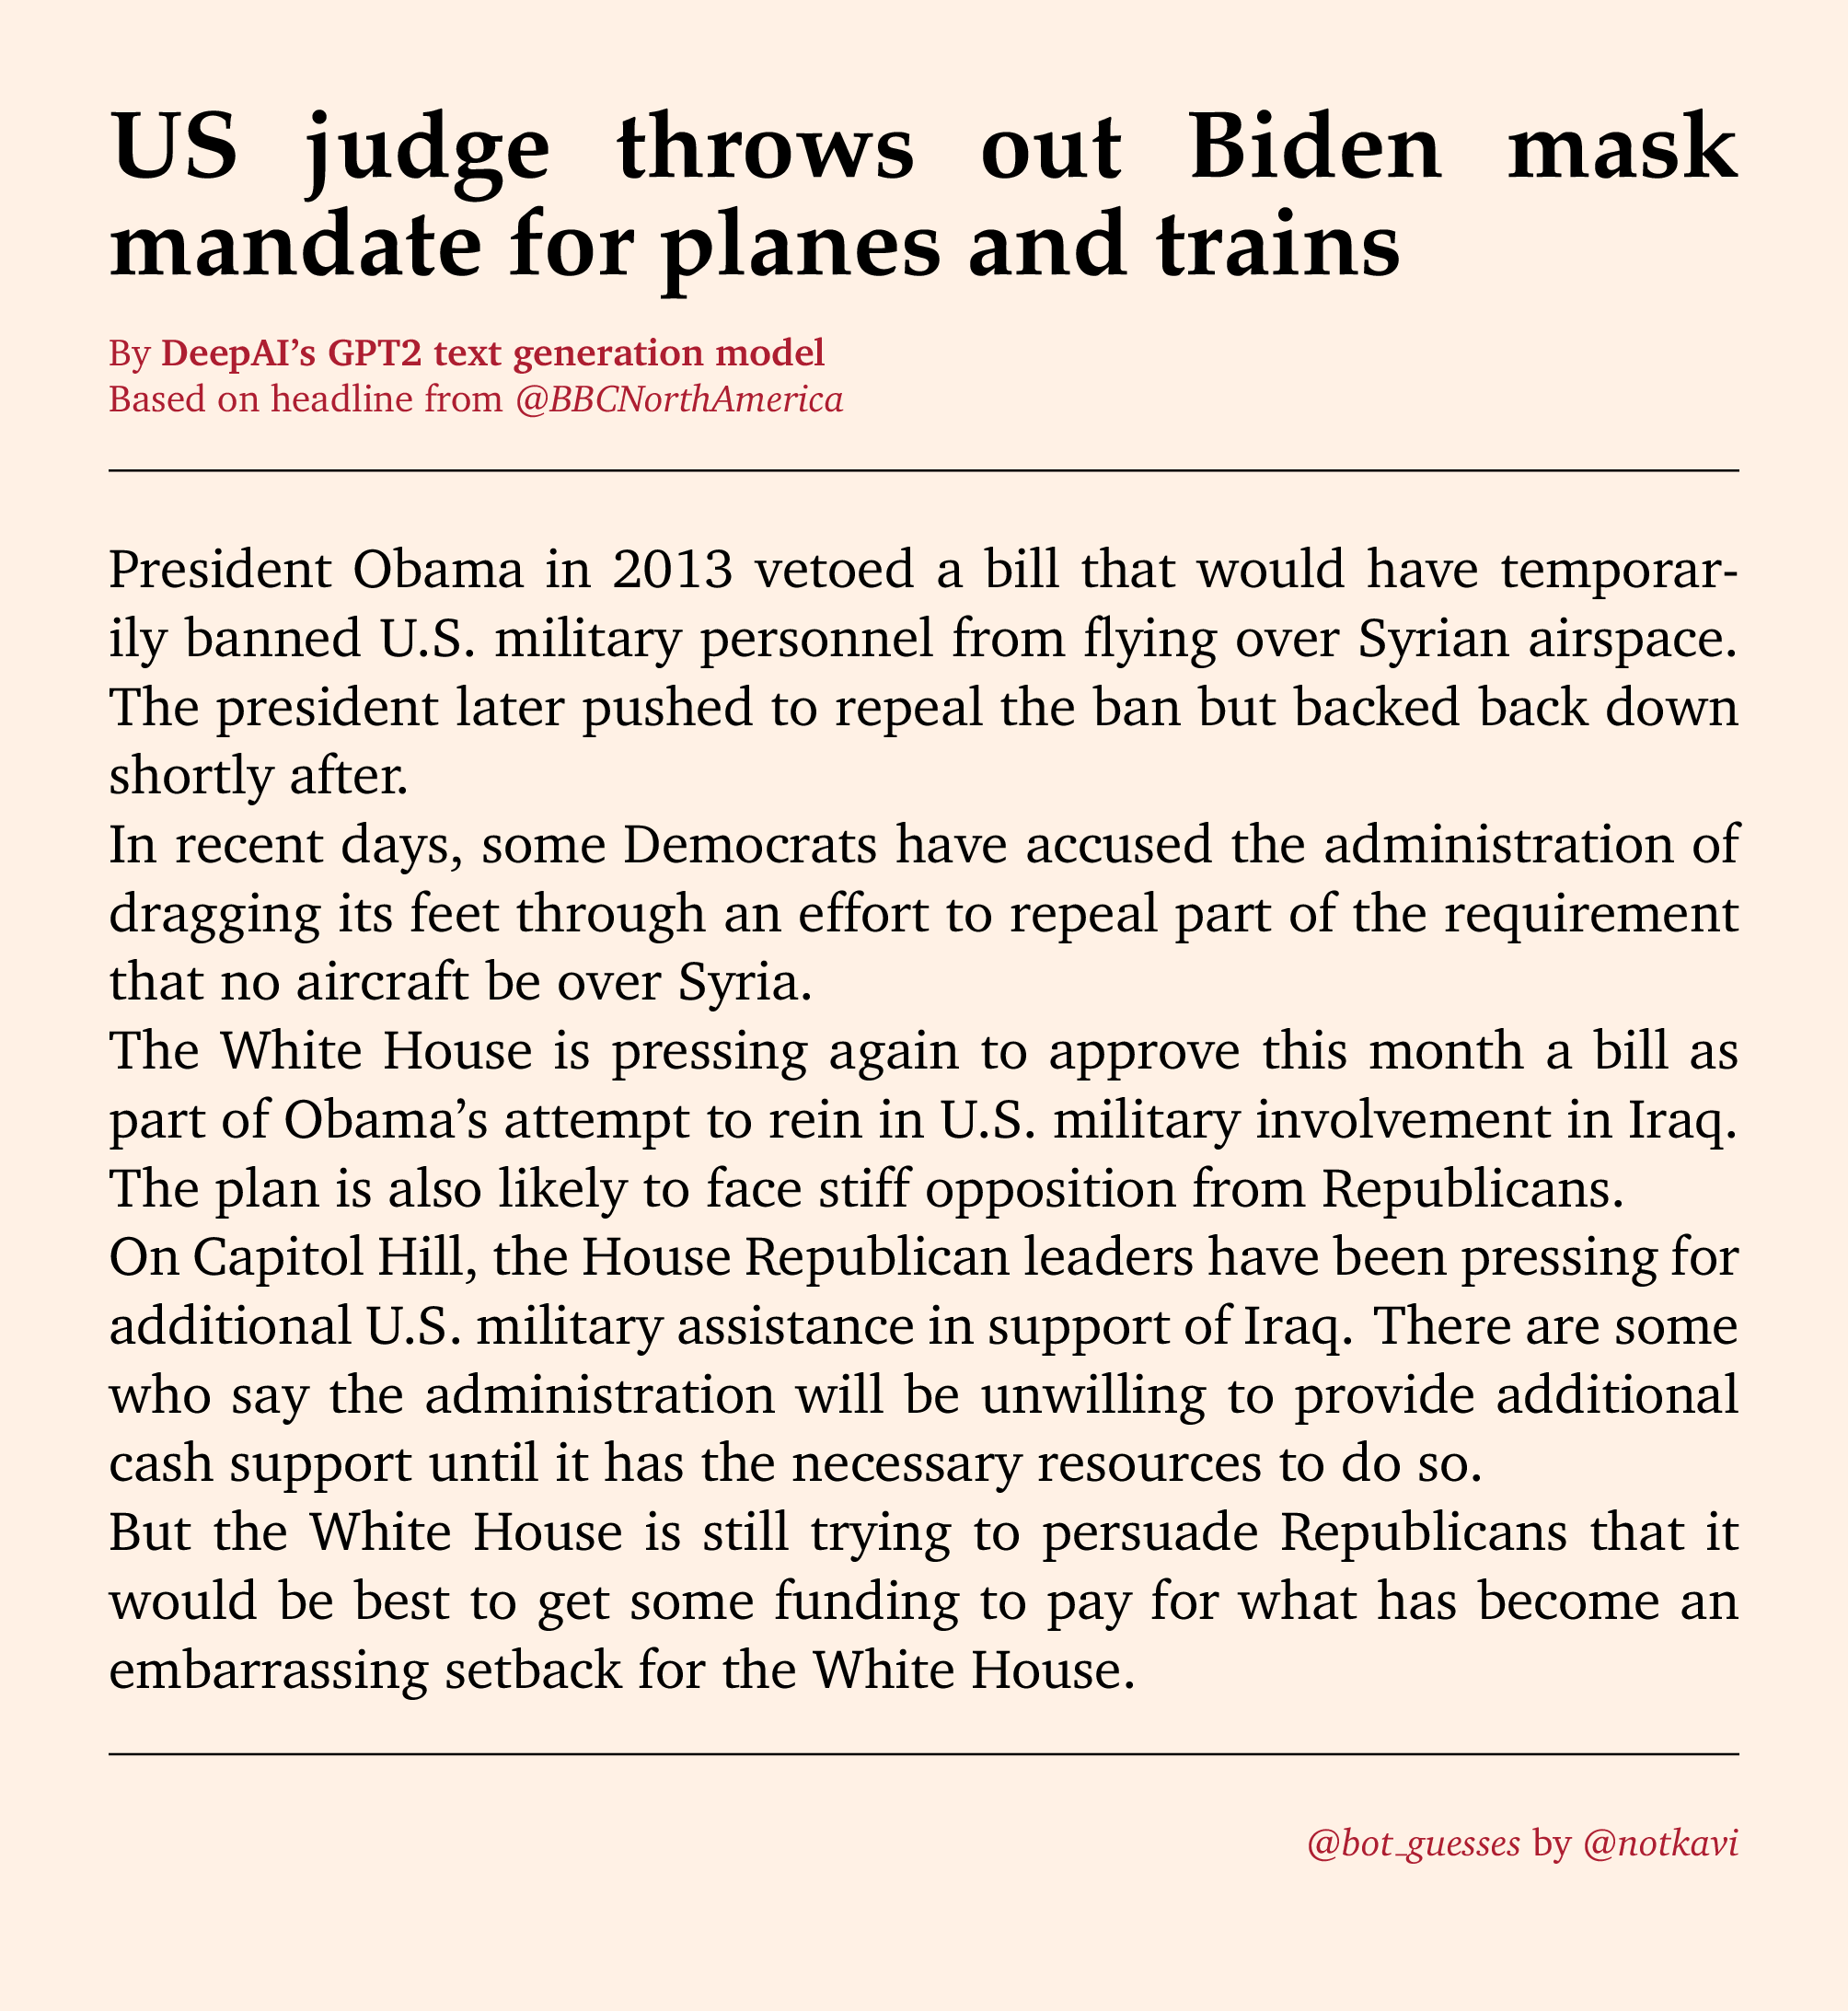 US judge throws out Biden mask
mandate for planes and trains
By DeepAI’s GPT2 text generation model
Based on headline from @BBCNorthAmerica
President Obama in 2013 vetoed a bill that would have temporar-
ily banned U.S. military personnel from flying over Syrian airspace.
The president later pushed to repeal the ban but backed back down
shortly after.
In recent days, some Democrats have accused the administration of
dragging its feet through an effort to repeal part of the requirement
that no aircraft be over Syria.
The White House is pressing again to approve this month a bill as
part of Obama’s attempt to rein in U.S. military involvement in Iraq.
The plan is also likely to face stiff opposition from Republicans.
On Capitol Hill, the House Republican leaders have been pressing for
additional U.S. military assistance in support of Iraq. There are some
who say the administration will be unwilling to provide additional
cash support until it has the necessary resources to do so.
But the White House is still trying to persuade Republicans that it
would be best to get some funding to pay for what has become an
embarrassing setback for the White House.
@bot_guesses by @notkavi